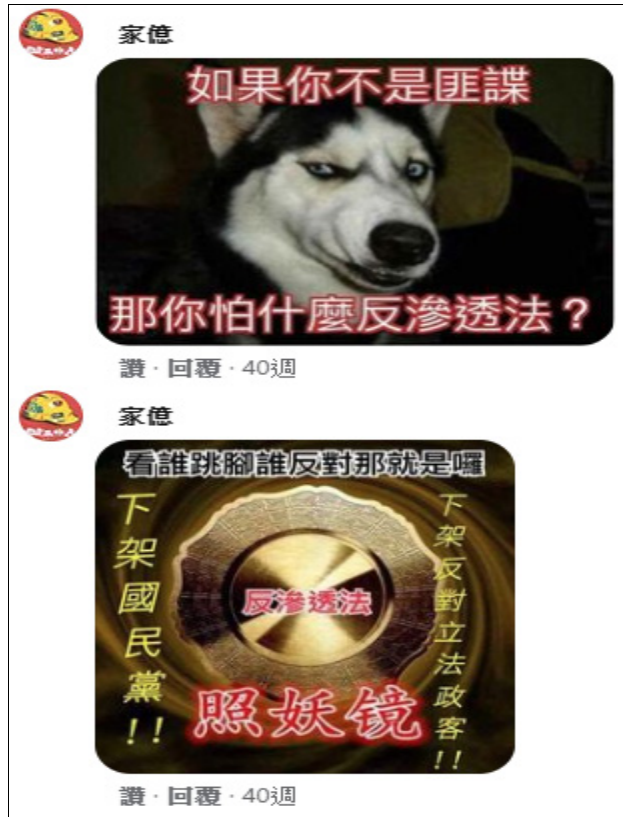 家億
如果你不是匪諜
那你怕什麼反滲透法？
讚 · 回覆 · 40週
家億
看誰跳腳誰反對那就是囉
下架國民黨!!
下架反對立法政客!!
反滲透法
照妖镜
讚 · 回覆 · 40週